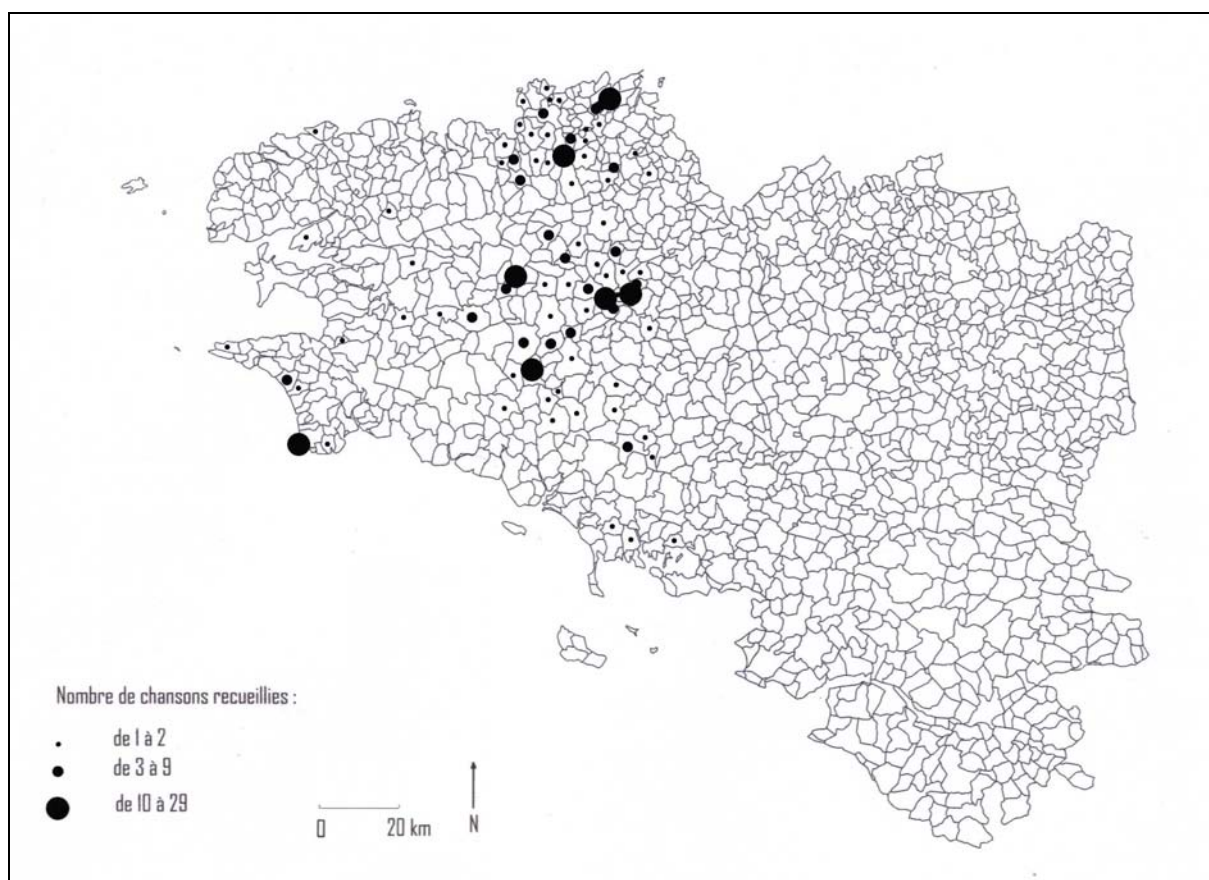 Nombre de chansons recueillies :
de 1 à 2
de 3 à 9
de 10 à 29
0 20 km
N